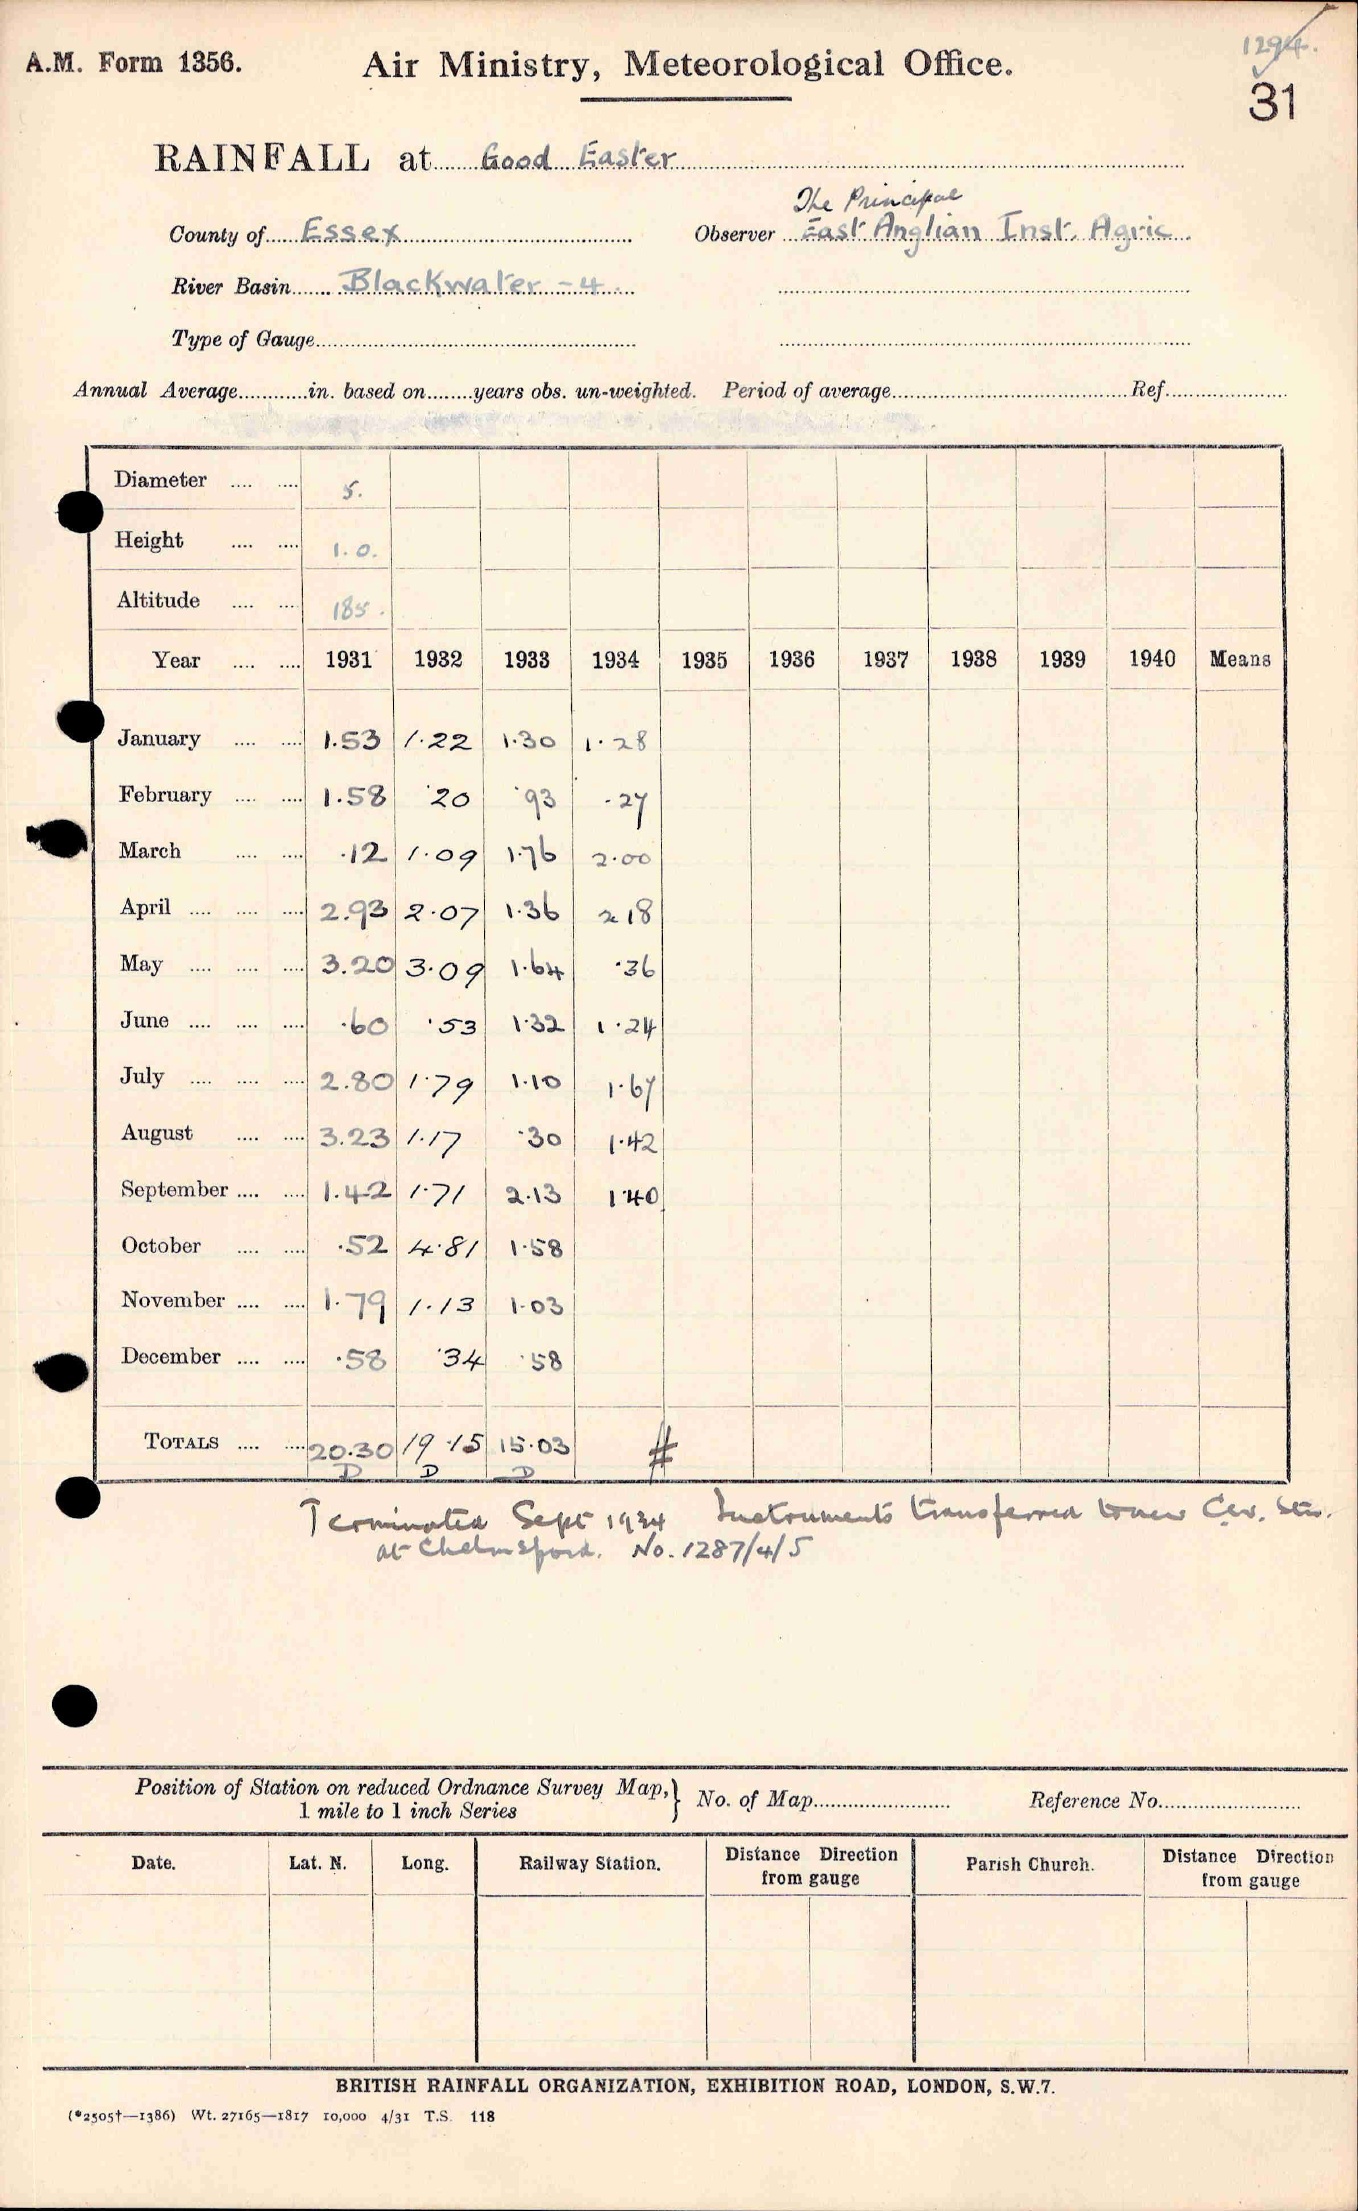 A.M. Form 1356. Air Ministry, Meteorological Office. 1294.
31
RAINFALL at Good Easter
The Principal
County of Essex Observer East Anglian Inst. Agric.
River Basin Blackwater - 4.
Type of Gauge
Annual Average in. based on years obs. un-weighted. Period of average Ref.
Diameter 5.
Height 1.0.
Altitude 185.
Year 1931 1932 1933 1934 1935 1936 1937 1938 1939 1940 Means
January 1.53 1.22 1.30 1.28
February 1.58 .20 .93 .27
March .12 1.09 1.76 2.00
April 2.93 2.07 1.36 2 18
May 3.20 3.09 1.64 .36
June .60 .53 1.32 1.24
July 2.80 1.79 1.10 1.67
August 3.23 1.17 .30 1.42
September 1.42 1.71 2.13 1.40
October .52 4.81 1.58
November 1.79 1.13 1.03
December .58 .34 .58
TOTALS 20.30 19.15 15.03 #
D D D
Terminated Sept 1934 Instruments transferred to new Stn.
at Chelmsford. No. 1287/4/5
Position of Station on reduced Ordnance Survey Map,} No. of Map Reference No.
1 mile to 1 inch Series
Date. Lat. N. Long. Railway Station. Distance Direction from gauge Parish Church. Distance Direction from gauge
BRITISH RAINFALL ORGANIZATION, EXHIBITION ROAD, LONDON, S.W.7.
(*2505†—1386) Wt. 27165—1817 10,000 4/31 T.S. 118